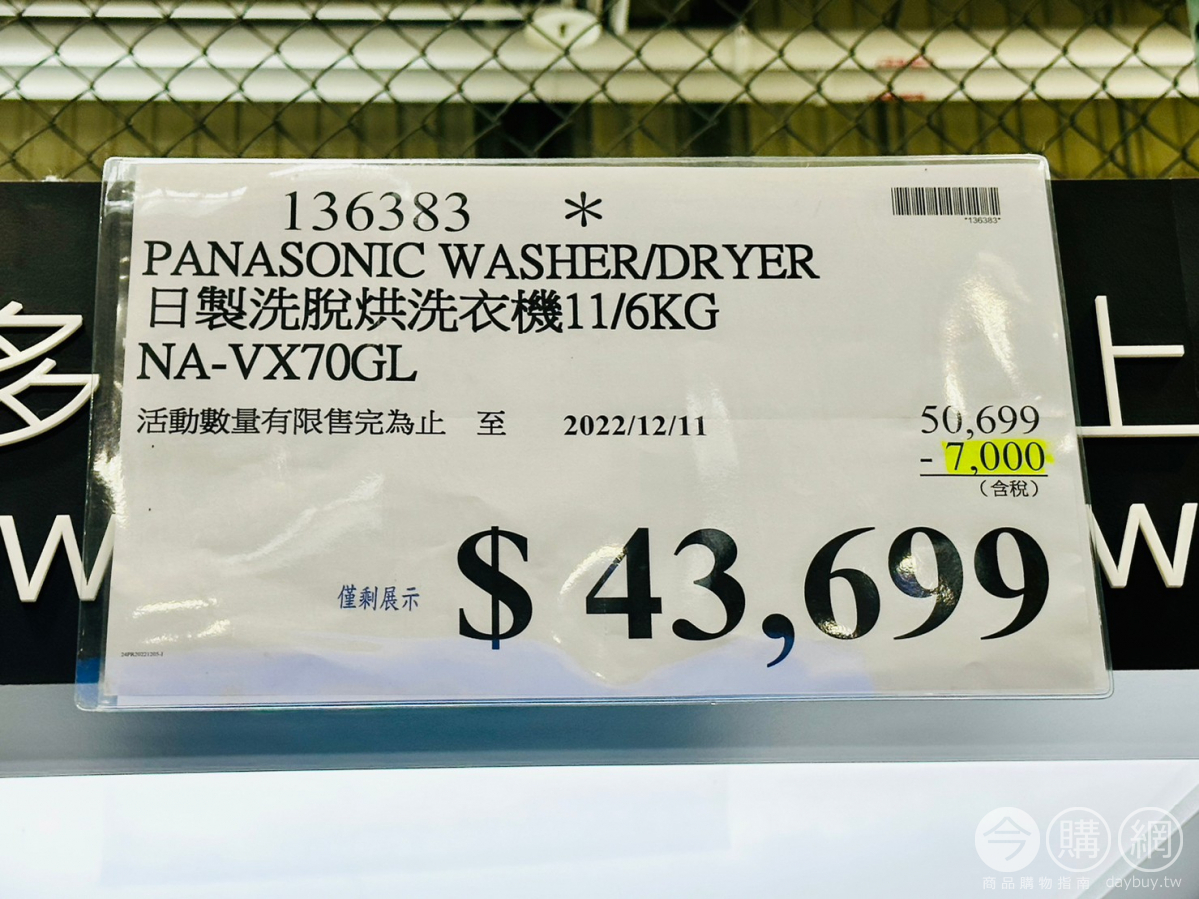 136383 *
*136383*
PANASONIC WASHER/DRYER
日製洗脫烘洗衣機11/6KG
NA-VX70GL
活動數量有限售完為止 至 2022/12/11
50,699
- 7,000
(含稅)
$ 43,699
僅剩展示
多
上
W
W
今購網
商品購物指南 daybuy.tw